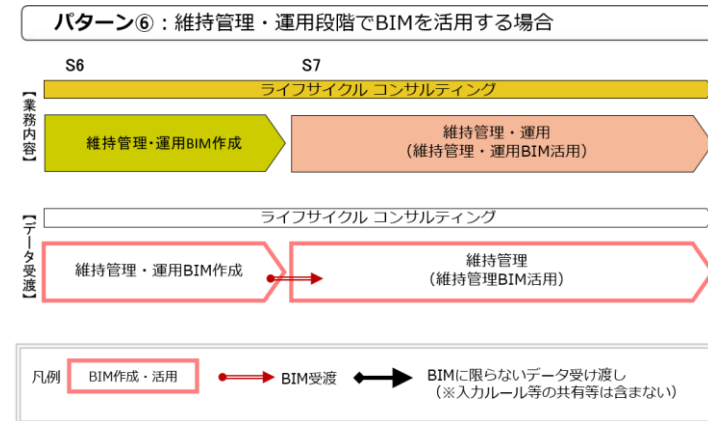 パターン⑥：維持管理・運用段階でBIMを活用する場合
S6
S7
【業務内容】
ライフサイクル コンサルティング
維持管理・運用BIM作成
維持管理・運用
(維持管理・運用BIM活用)
【データ受渡】
ライフサイクル コンサルティング
維持管理・運用BIM作成
維持管理
(維持管理BIM活用)
凡例
BIM作成・活用
BIM受渡
BIMに限らないデータ受け渡し
（※入力ルール等の共有等は含まない）